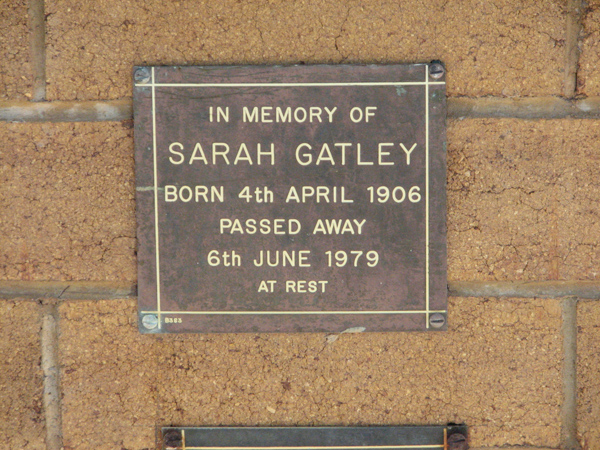 IN MEMORY OF
SARAH GATLEY
BORN 4th APRIL 1906
PASSED AWAY
6th JUNE 1979
AT REST